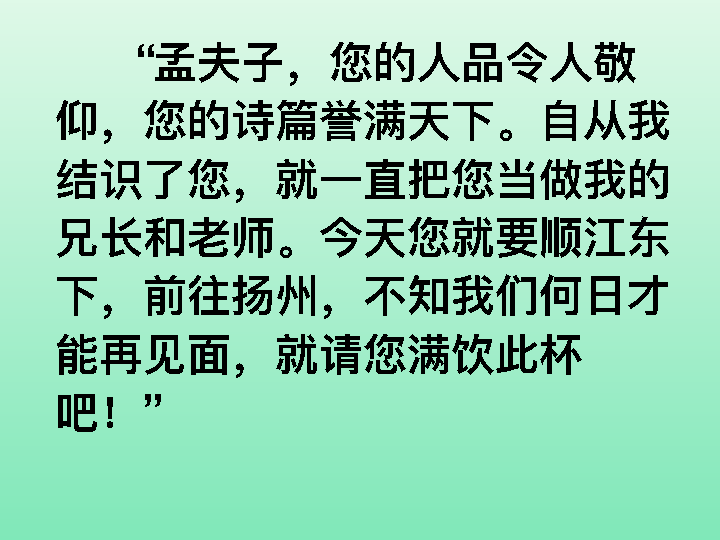 “孟夫子，您的人品令人敬
仰，您的诗篇誉满天下。自从我
结识了您，就一直把您当做我的
兄长和老师。今天您就要顺江东
下，前往扬州，不知我们何日才
能再见面，就请您满饮此杯
吧！”